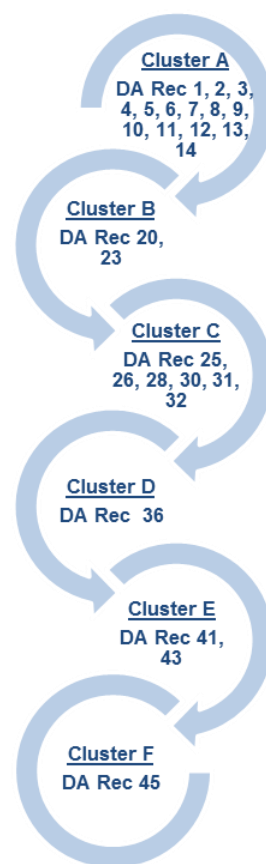 Cluster A
DA Rec 1, 2, 3,
4, 5, 6, 7, 8, 9,
10, 11, 12, 13,
14
Cluster B
DA Rec 20,
23
Cluster C
DA Rec 25,
26, 28, 30, 31,
32
Cluster D
DA Rec  36
Cluster E
DA Rec 41,
43
Cluster F
DA Rec 45